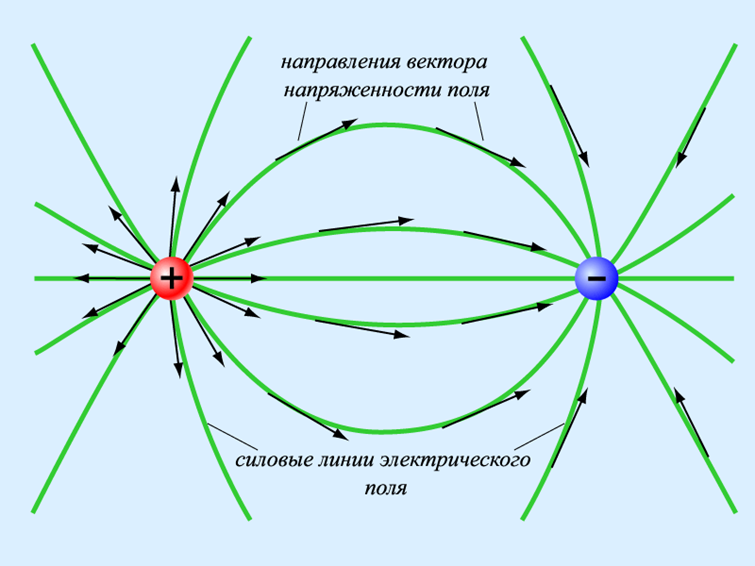 направления вектора
напряженности поля
+
–
силовые линии электрического
поля